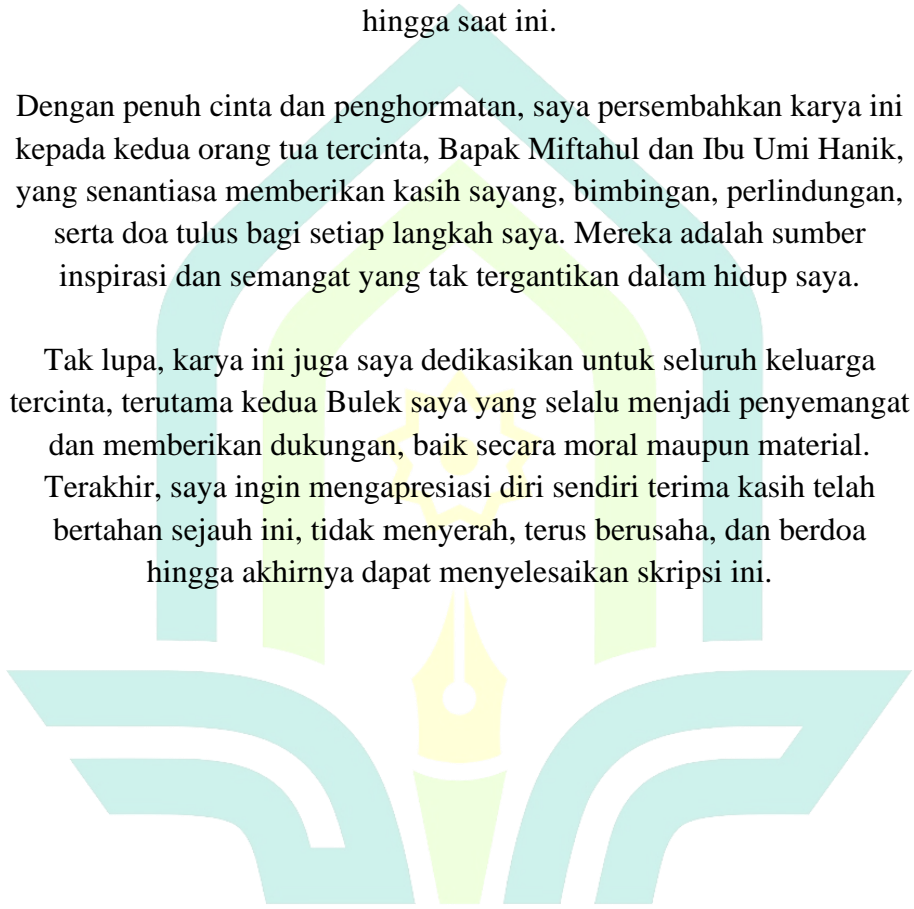 hingga saat ini.
Dengan penuh cinta dan penghormatan, saya persembahkan karya ini
kepada kedua orang tua tercinta, Bapak Miftahul dan Ibu Umi Hanik,
yang senantiasa memberikan kasih sayang, bimbingan, perlindungan,
serta doa tulus bagi setiap langkah saya. Mereka adalah sumber
inspirasi dan semangat yang tak tergantikan dalam hidup saya.
Tak lupa, karya ini juga saya dedikasikan untuk seluruh keluarga
tercinta, terutama kedua Bulek saya yang selalu menjadi penyemangat
dan memberikan dukungan, baik secara moral maupun material.
Terakhir, saya ingin mengapresiasi diri sendiri terima kasih telah
bertahan sejauh ini, tidak menyerah, terus berusaha, dan berdoa
hingga akhirnya dapat menyelesaikan skripsi ini.